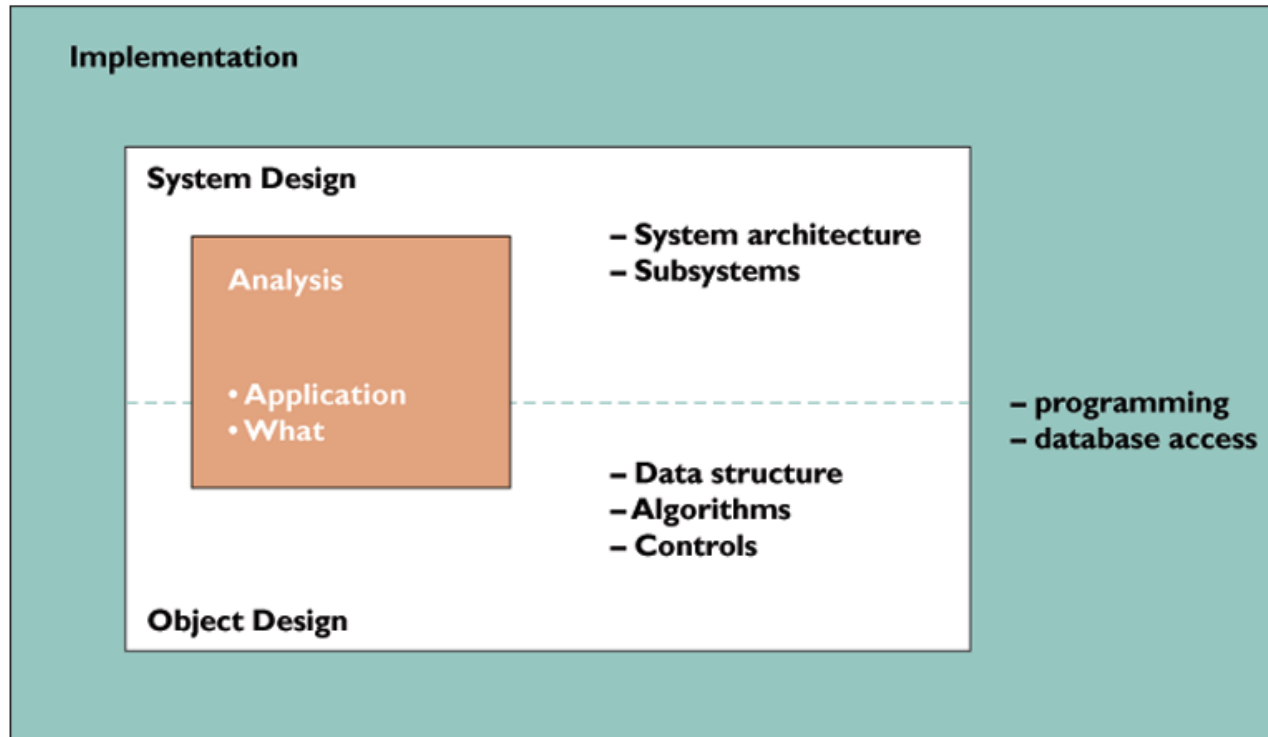 Implementation
System Design
– System architecture
– Subsystems
Analysis
• Application
• What
– programming
– database access
– Data structure
– Algorithms
– Controls
Object Design